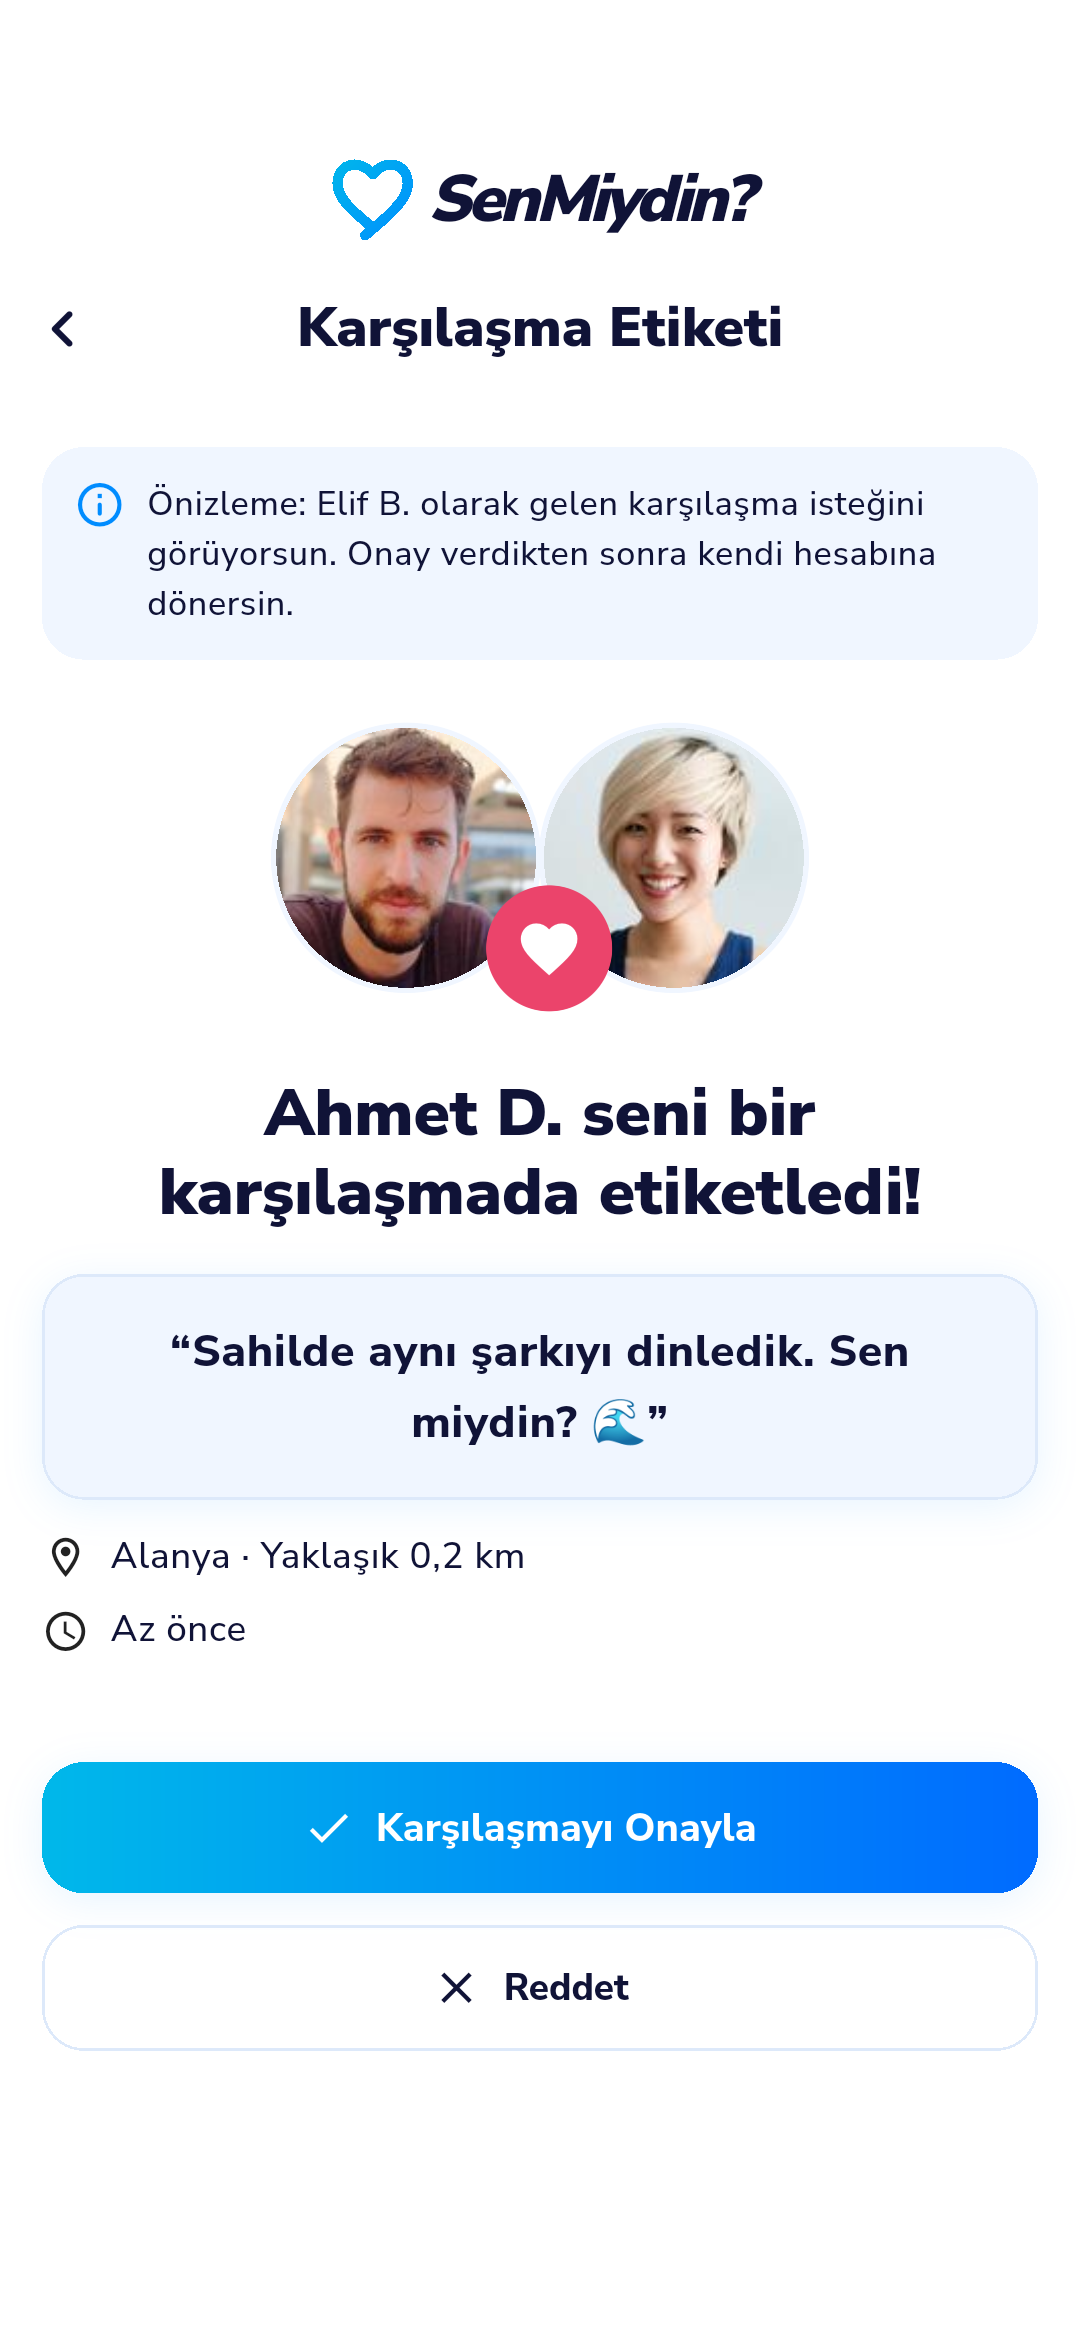 SenMiydin?
Karşılaşma Etiketi
Önizleme: Elif B. olarak gelen karşılaşma isteğini
görüyorsun. Onay verdikten sonra kendi hesabına
dönersin.
Ahmet D. seni bir
karşılaşmada etiketledi!
“Sahilde aynı şarkıyı dinledik. Sen
miydin? 🌊”
Alanya · Yaklaşık 0,2 km
Az önce
Karşılaşmayı Onayla
Reddet